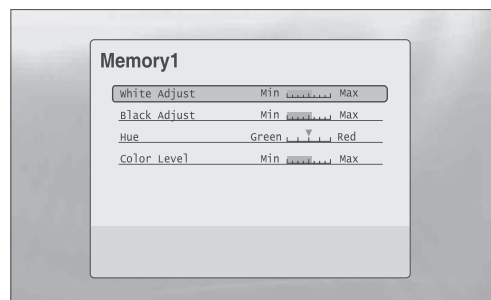 Memory1
White Adjust Min Max
Black Adjust Min Max
Hue Green Red
Color Level Min Max